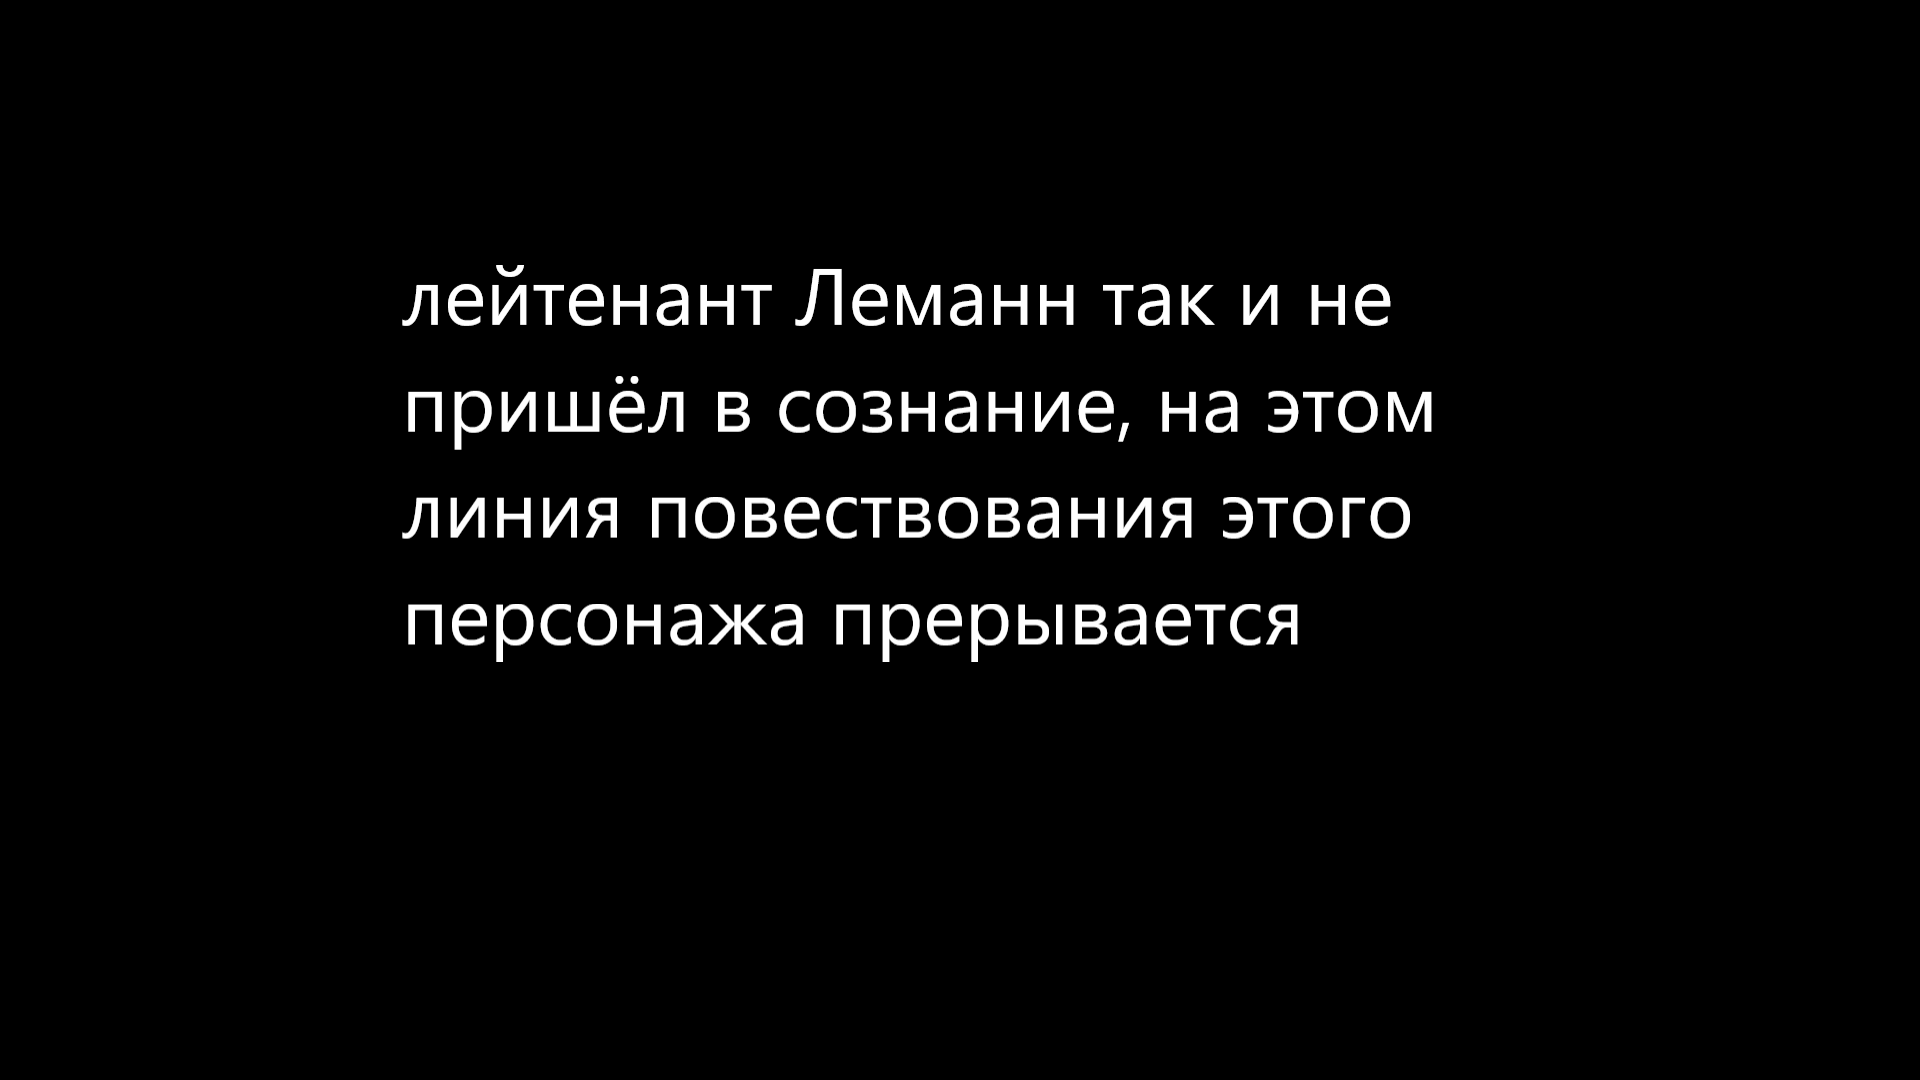 лейтенант Леманн так и не
пришёл в сознание, на этом
линия повествования этого
персонажа прерывается